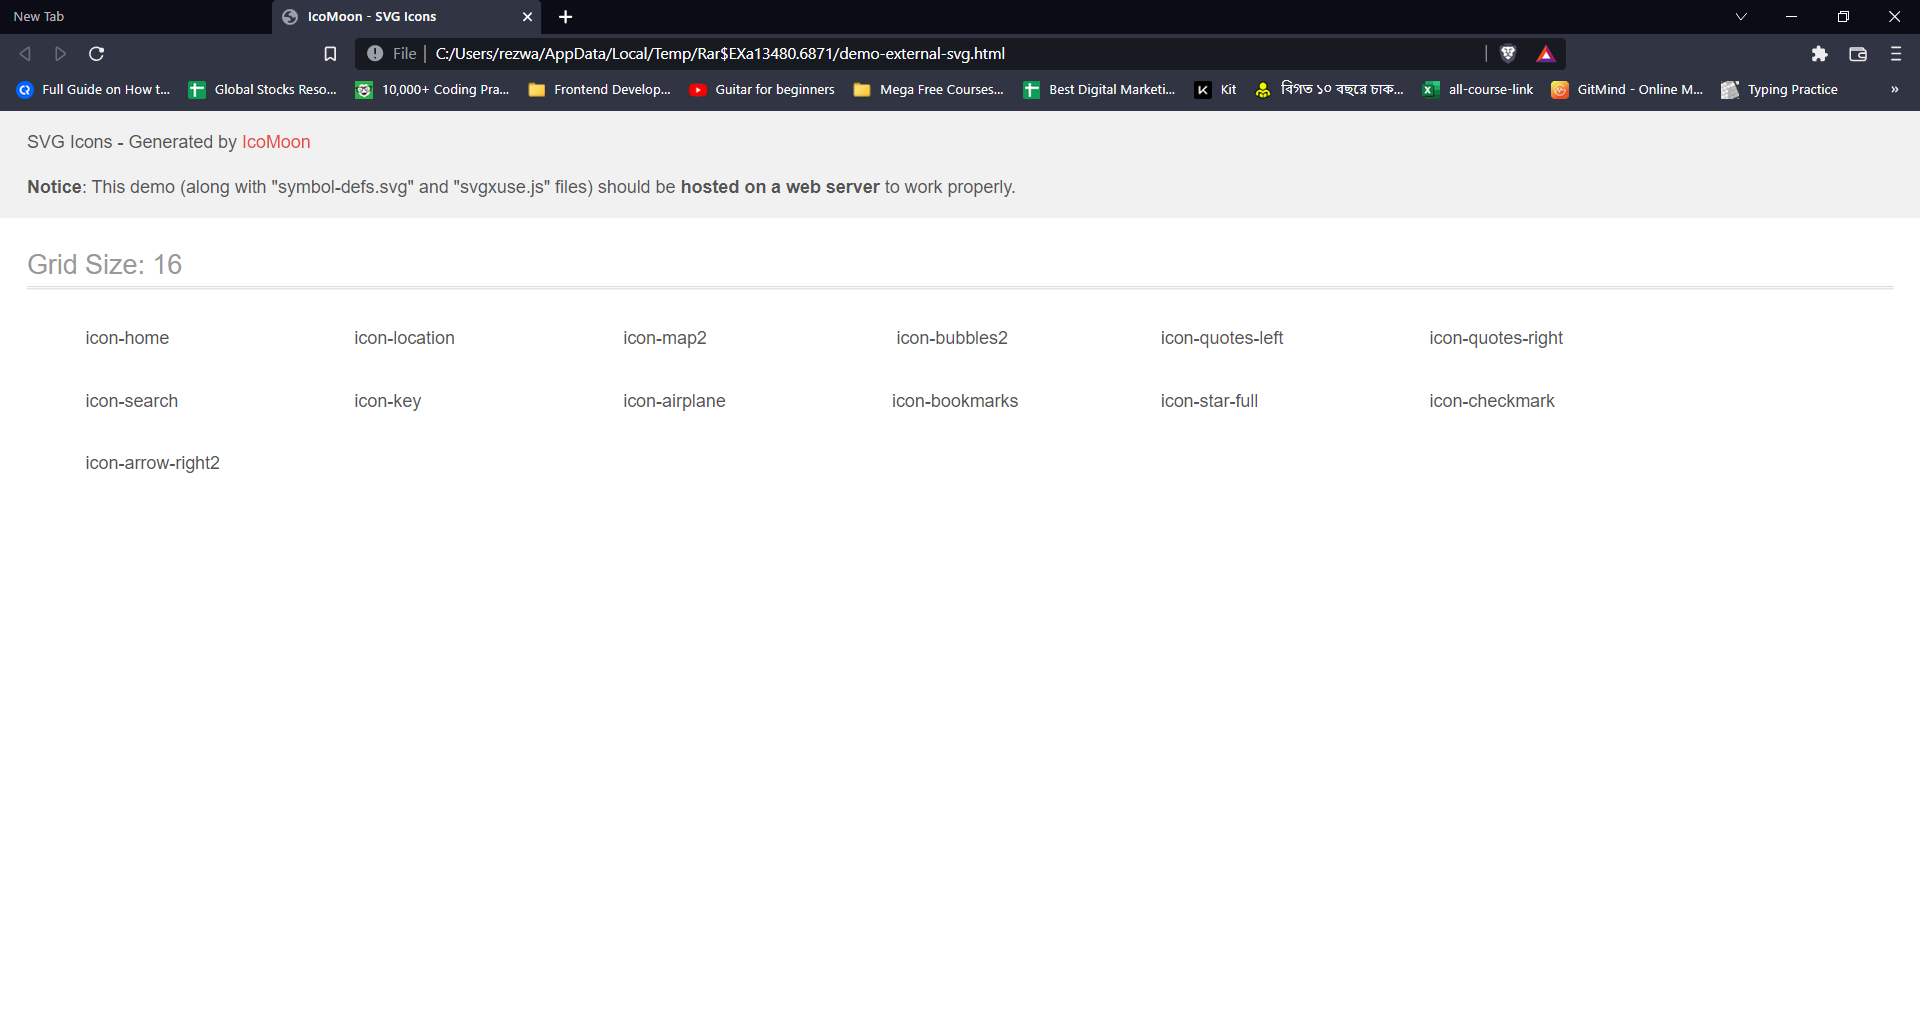 New Tab
IcoMoon - SVG Icons
File
C:/Users/rezwa/AppData/Local/Temp/Rar$EXa13480.6871/demo-external-svg.html
Full Guide on How t...
Global Stocks Reso...
10,000+ Coding Pra...
Frontend Develop...
Guitar for beginners
Mega Free Courses...
Best Digital Marketi...
Kit
বিগত ১০ বছরে চাক...
all-course-link
GitMind - Online M...
Typing Practice
»
SVG Icons - Generated by IcoMoon
Notice: This demo (along with "symbol-defs.svg" and "svgxuse.js" files) should be hosted on a web server to work properly.
Grid Size: 16
icon-home icon-location icon-map2 icon-bubbles2 icon-quotes-left icon-quotes-right
icon-search icon-key icon-airplane icon-bookmarks icon-star-full icon-checkmark
icon-arrow-right2